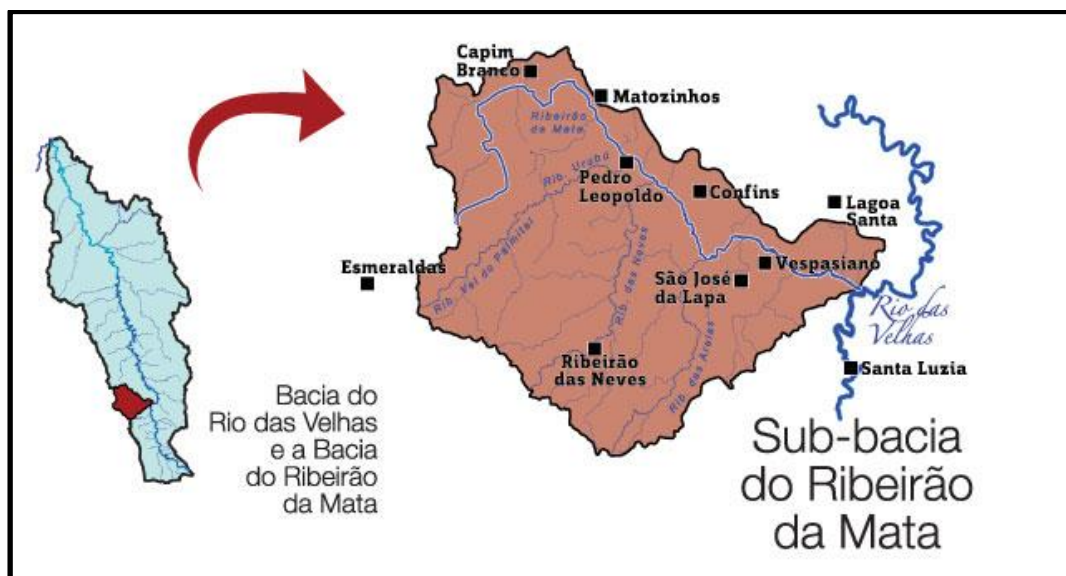 Capim
Branco
Matozinhos
Ribeirão
da Mata
Rib. Urubú
Pedro
Leopoldo
Confins
Lagoa
Santa
Esmeraldas
Rib. das Neves
São José
da Lapa
Vespasiano
Rio das
Velhas
Ribeirão
das Neves
Rib. das Areias
Santa Luzia
Bacia do
Rio das Velhas
e a Bacia
do Ribeirão
da Mata
Sub-bacia
do Ribeirão
da Mata